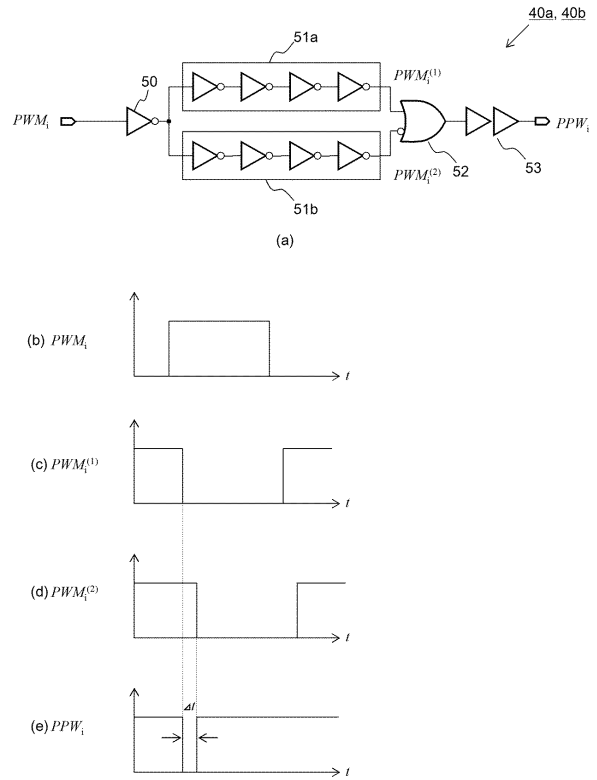 40a, 40b
51a
50
PWMi(1)
PWMi
PPWi
52
53
PWMi(2)
51b
(a)
(b) PWMi
t
(c) PWMi(1)
t
(d) PWMi(2)
t
Δt
(e) PPWi
t